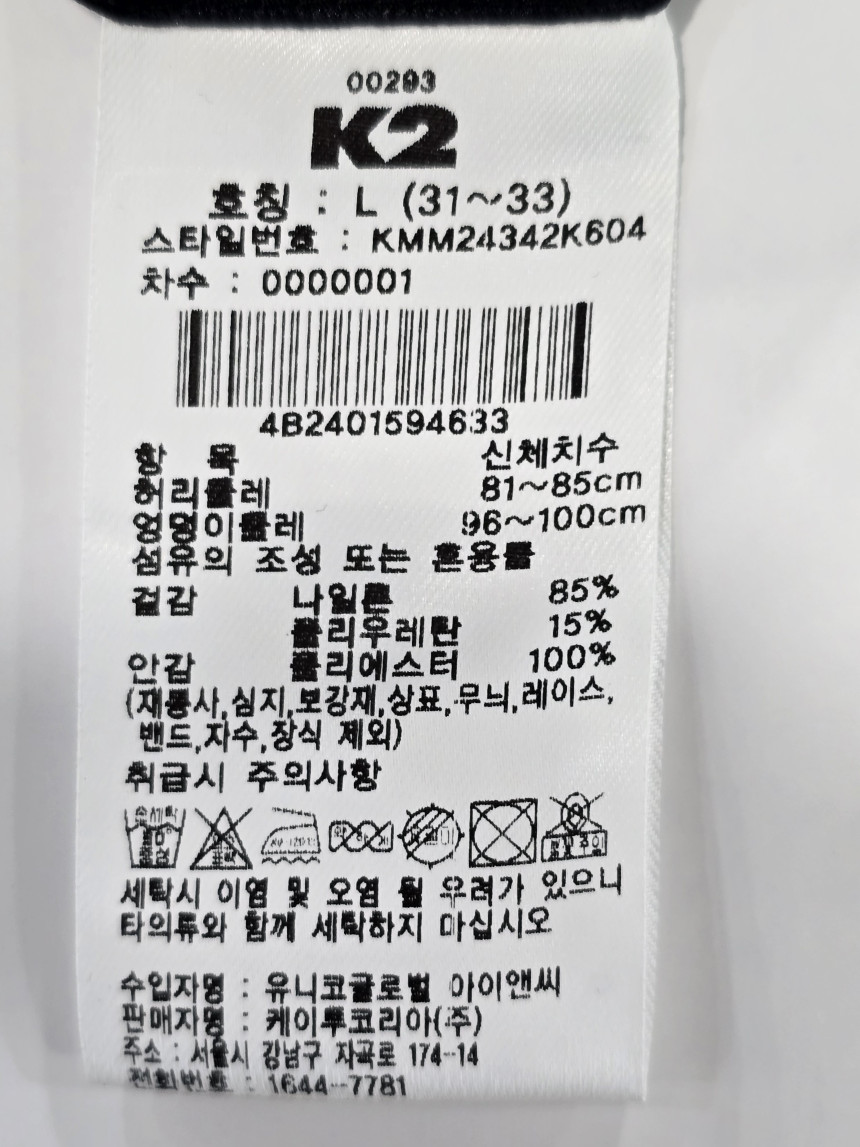 00293
K2
호칭 : L (31~33)
스타일번호 : KMM24342K604
차수 : 0000001
4B2401594633
항 목 신체치수
허리둘레 81~85cm
엉덩이둘레 96~100cm
섬유의 조성 또는 혼용률
겉감 나일론 85%
폴리우레탄 15%
안감 폴리에스터 100%
(재봉사,심지,보강재,상표,무늬,레이스,
밴드,자수,장식 제외)
취급시 주의사항
손세탁
약하게
세탁시 이염 및 오염 될 우려가 있으니
타의류와 함께 세탁하지 마십시오
수입자명 : 유니코글로벌 아이앤씨
판매자명 : 케이투코리아(주)
주소 : 서울시 강남구 자곡로 174-14
전화번호 : 1644-7781